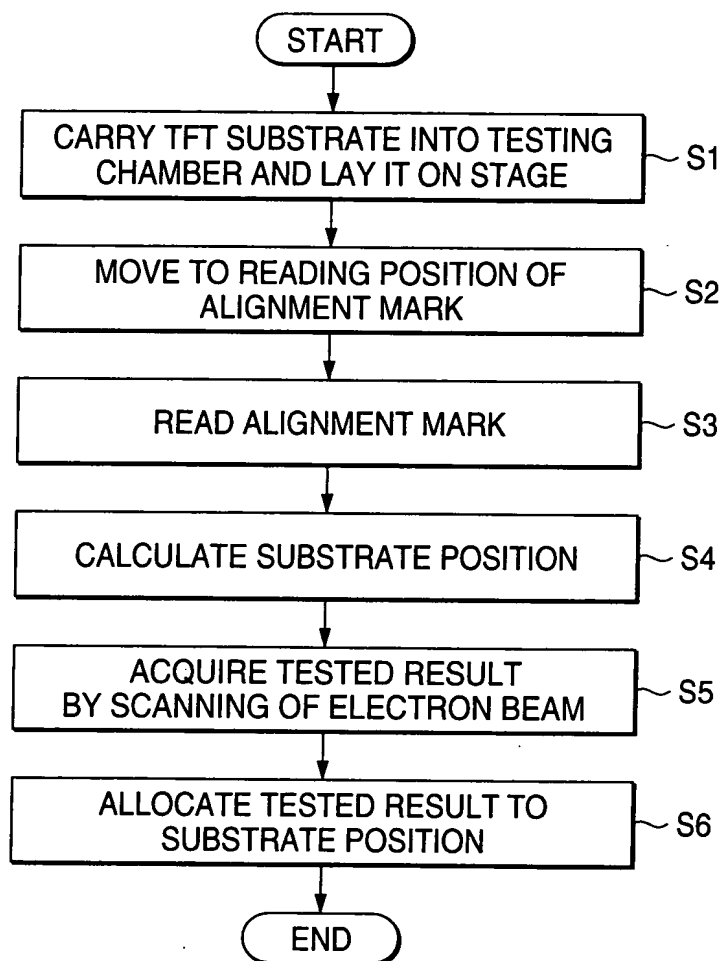 START
CARRY TFT SUBSTRATE INTO TESTING
CHAMBER AND LAY IT ON STAGE
S1
MOVE TO READING POSITION OF
ALIGNMENT MARK
S2
READ ALIGNMENT MARK
S3
CALCULATE SUBSTRATE POSITION
S4
ACQUIRE TESTED RESULT
BY SCANNING OF ELECTRON BEAM
S5
ALLOCATE TESTED RESULT TO
SUBSTRATE POSITION
S6
END